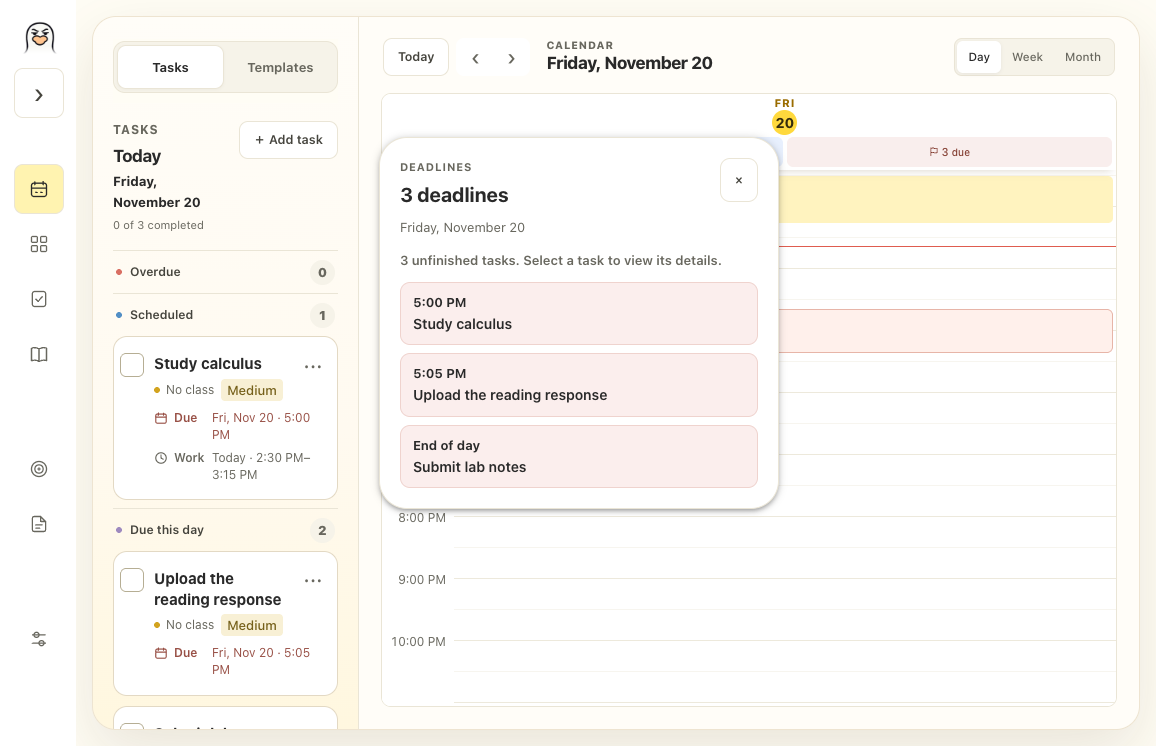 Tasks
Templates
TASKS
Today
Friday,
November 20
0 of 3 completed
+ Add task
Overdue
0
Scheduled
1
Study calculus
...
No class
Medium
Due
Fri, Nov 20 · 5:00
PM
Work
Today · 2:30 PM–
3:15 PM
Due this day
2
Upload the
reading response
...
No class
Medium
Due
Fri, Nov 20 · 5:05
PM
Today
CALENDAR
Friday, November 20
Day
Week
Month
FRI
20
3 due
DEADLINES
3 deadlines
Friday, November 20
3 unfinished tasks. Select a task to view its details.
5:00 PM
Study calculus
5:05 PM
Upload the reading response
End of day
Submit lab notes
8:00 PM
9:00 PM
10:00 PM